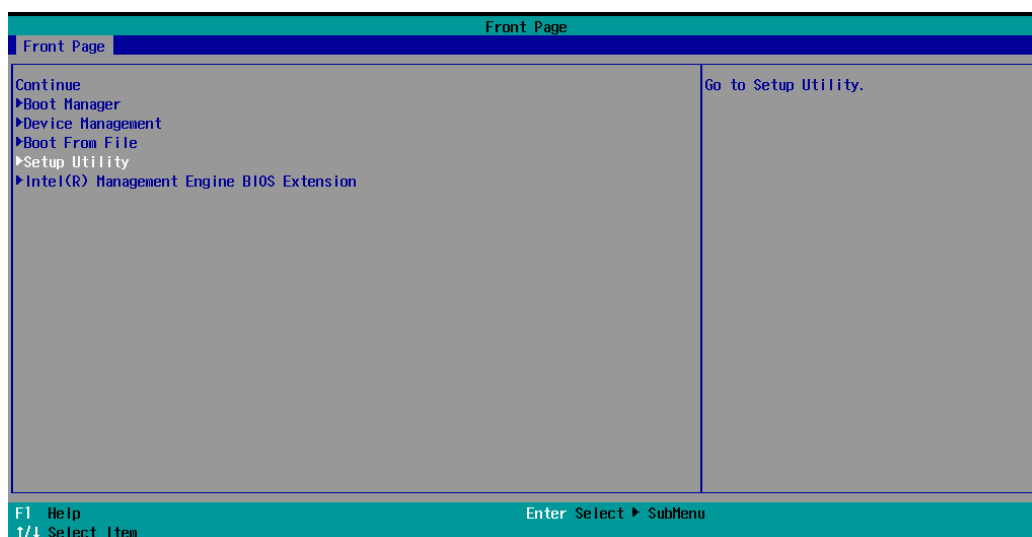 Front Page
Front Page
Continue
▶Boot Manager
▶Device Management
▶Boot From File
▶Setup Utility
▶Intel(R) Management Engine BIOS Extension
Go to Setup Utility.
F1 Help
↑/↓ Select Item
Enter Select ▶ SubMenu